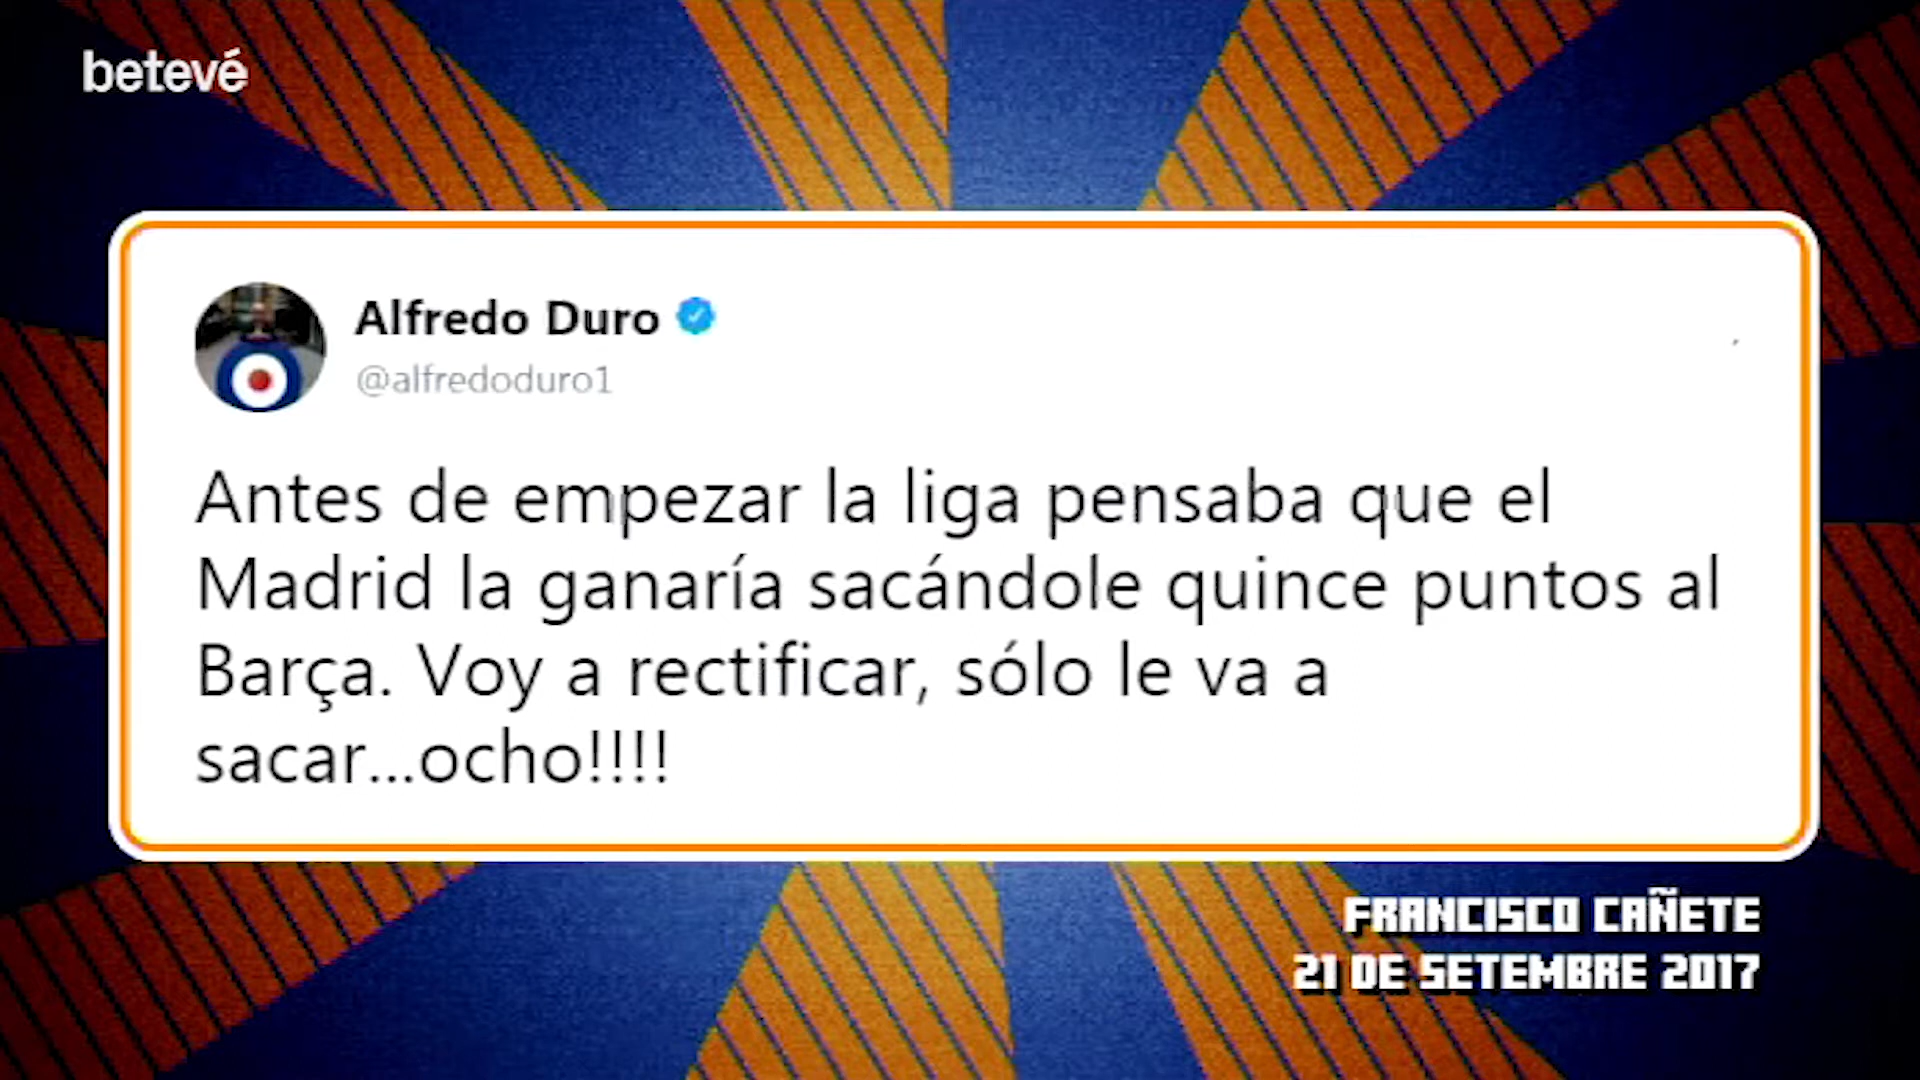 betevé
Alfredo Duro
@alfredoduro1
Antes de empezar la liga pensaba que el
Madrid la ganaría sacándole quince puntos al
Barça. Voy a rectificar, sólo le va a
sacar...ocho!!!!
FRANCISCO CAÑETE
21 DE SETEMBRE 2017